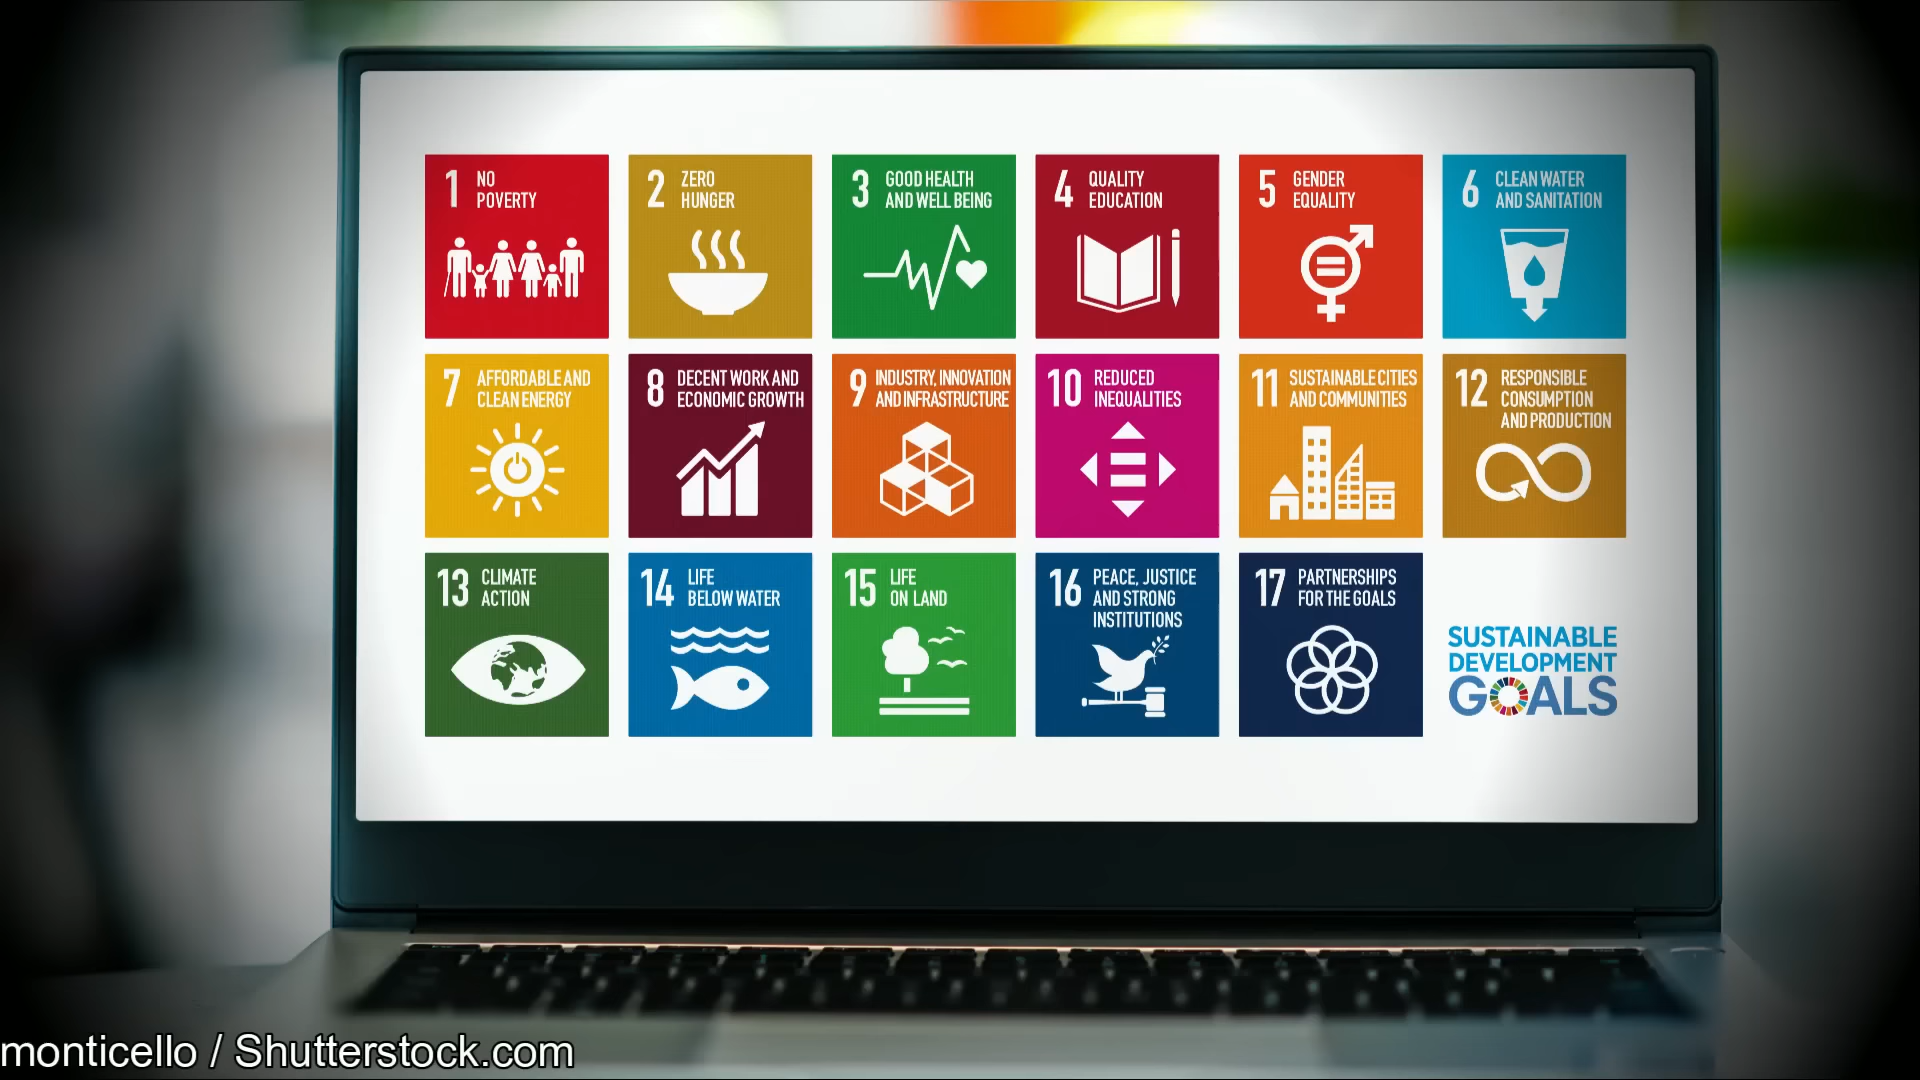 1 NO
POVERTY
2 ZERO
HUNGER
3 GOOD HEALTH
AND WELL BEING
4 QUALITY
EDUCATION
5 GENDER
EQUALITY
6 CLEAN WATER
AND SANITATION
7 AFFORDABLE AND
CLEAN ENERGY
8 DECENT WORK AND
ECONOMIC GROWTH
9 INDUSTRY, INNOVATION
AND INFRASTRUCTURE
10 REDUCED
INEQUALITIES
11 SUSTAINABLE CITIES
AND COMMUNITIES
12 RESPONSIBLE
CONSUMPTION
AND PRODUCTION
13 CLIMATE
ACTION
14 LIFE
BELOW WATER
15 LIFE
ON LAND
16 PEACE, JUSTICE
AND STRONG
INSTITUTIONS
17 PARTNERSHIPS
FOR THE GOALS
SUSTAINABLE
DEVELOPMENT
GOALS
monticello / Shutterstock.com